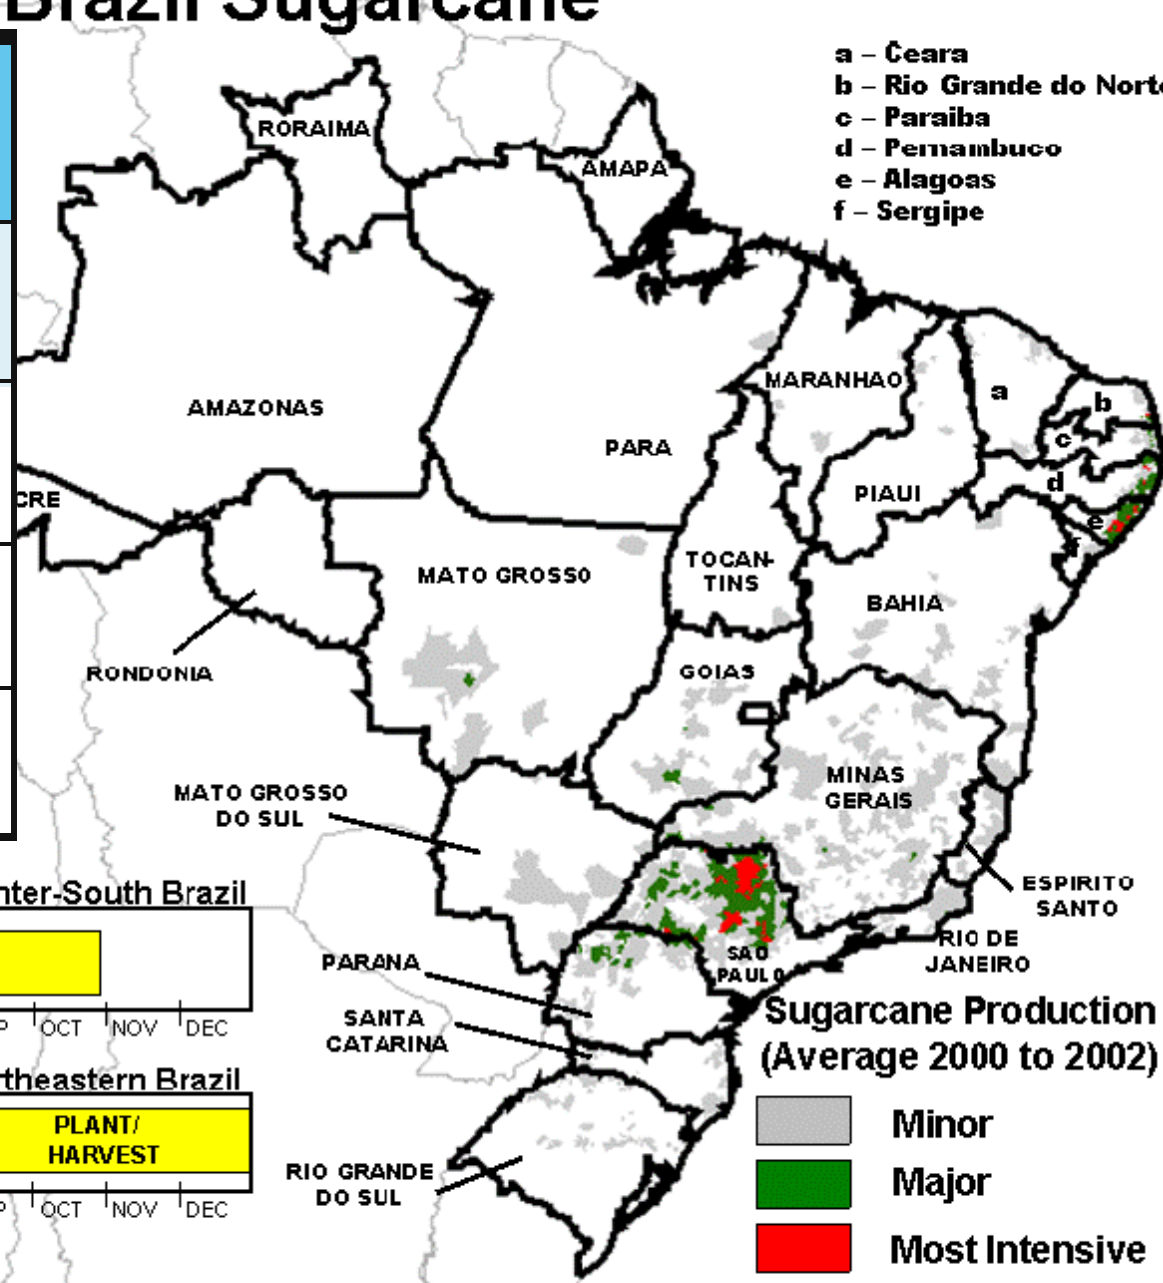 Brazil Sugarcane
a – Ceara
b – Rio Grande do Norte
c – Paraiba
d – Pernambuco
e – Alagoas
f – Sergipe
RORAIMA
AMAPA
AMAZONAS
PARA
MARANHAO
a
b
c
d
e
f
PIAUI
CRE
TOCAN-
TINS
MATO GROSSO
BAHIA
RONDONIA
GOIAS
MINAS
GERAIS
MATO GROSSO
DO SUL
ESPIRITO
SANTO
RIO DE
JANEIRO
SAO
PAULO
PARANA
SANTA
CATARINA
RIO GRANDE
DO SUL
nter-South Brazil
P OCT NOV DEC
rtheastern Brazil
PLANT/
HARVEST
P OCT NOV DEC
Sugarcane Production
(Average 2000 to 2002)
Minor
Major
Most Intensive